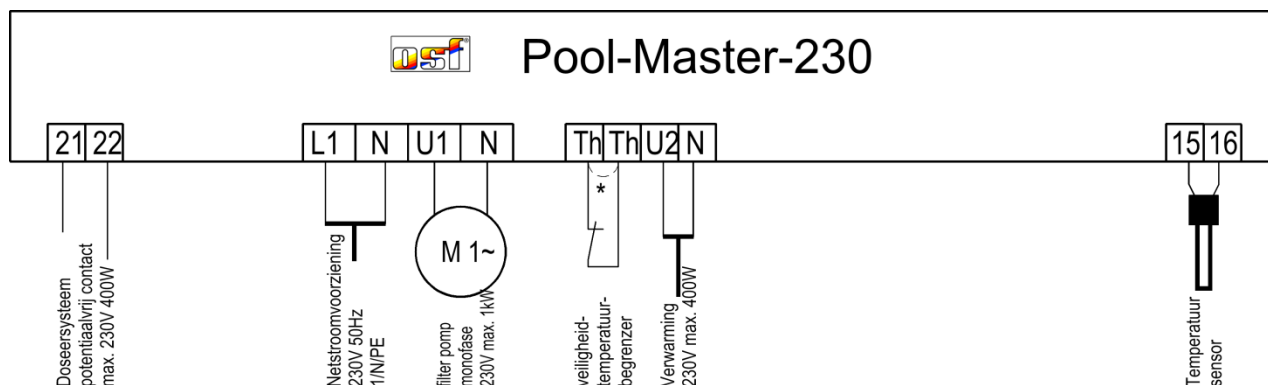 osf® Pool-Master-230
21 22 L1 N U1 N Th Th U2 N 15 16
*
M 1~
Doseersysteem
potentiaalvrij contact
max. 230V 400W
Netstroomvorziening
230V 50Hz
1/N/PE
filter pomp
monofase
230V max. 1kW
veiligheid-
temperatuur-
begrenzer
Verwarming
230V max. 400W
Temperatuur
sensor